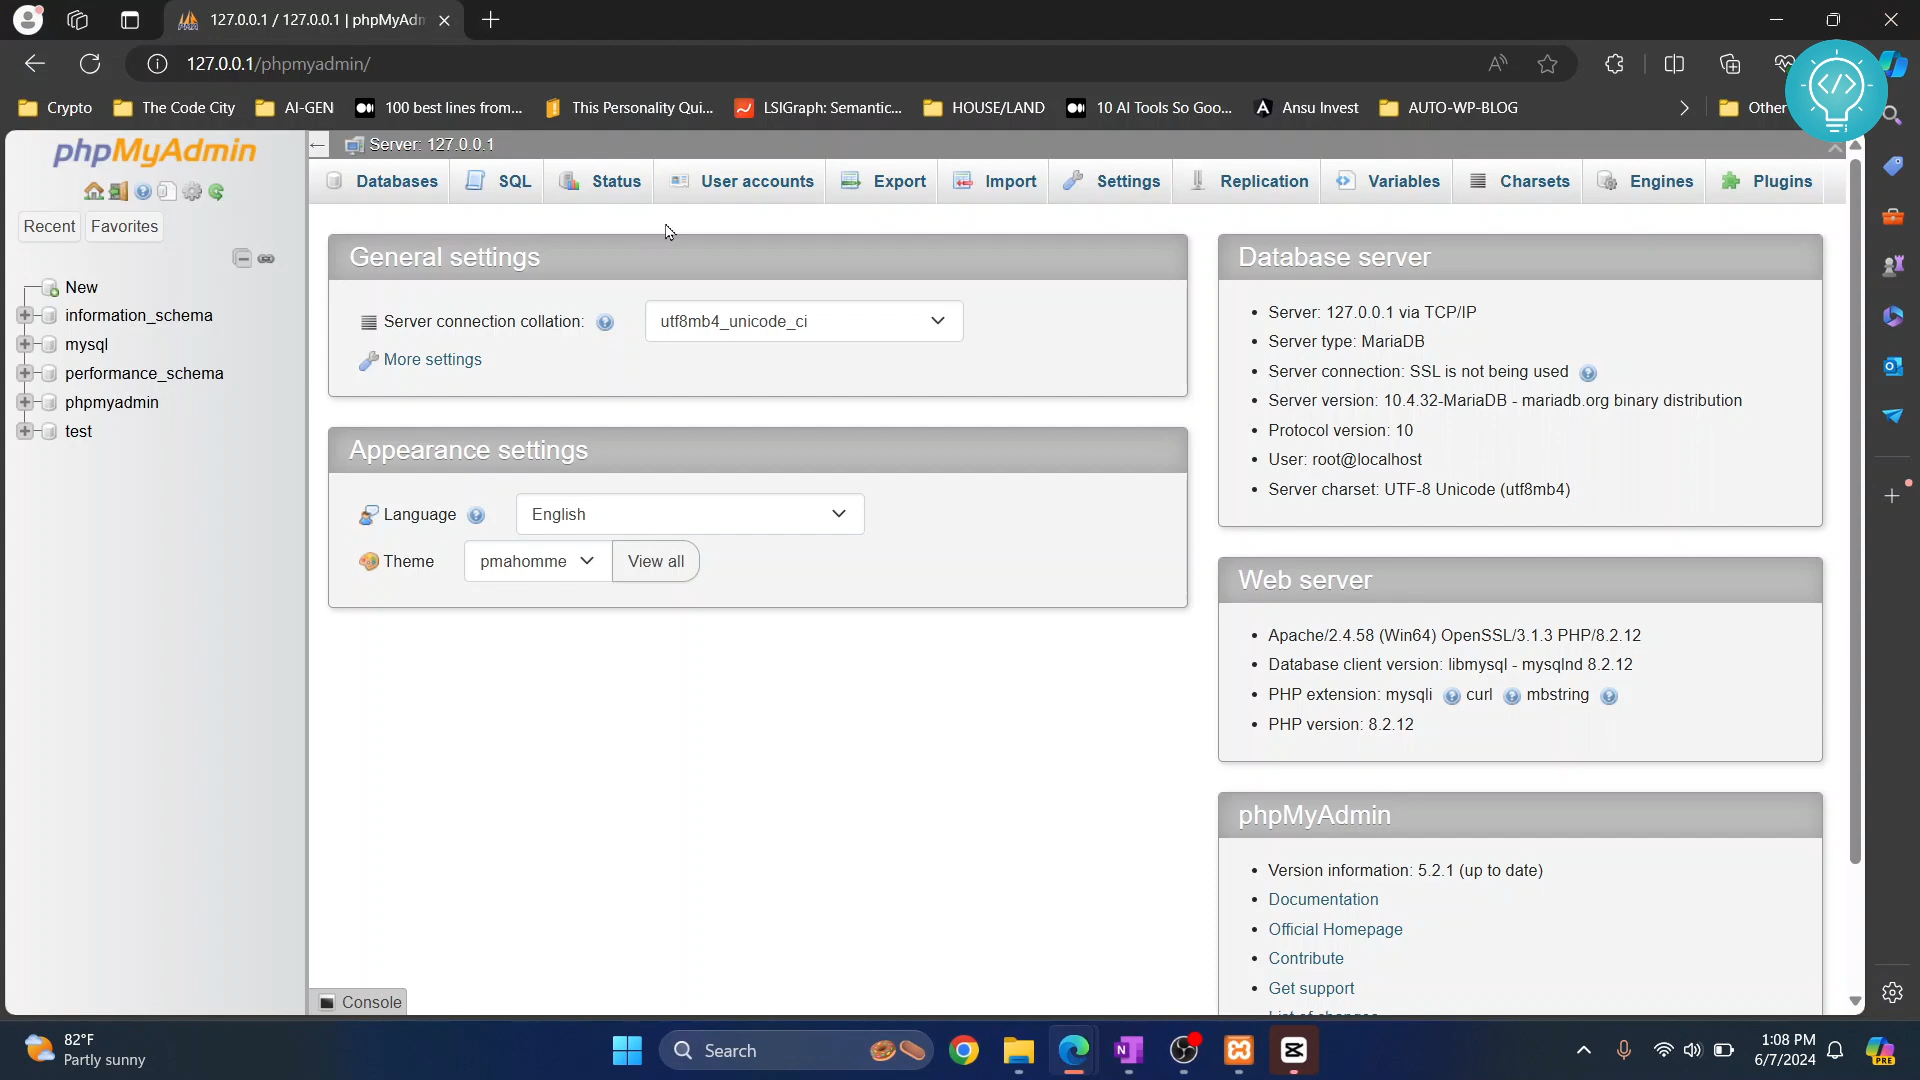 127.0.0.1 / 127.0.0.1 | phpMyAdn
127.0.0.1/phpmyadmin/
Crypto
The Code City
AI-GEN
100 best lines from...
This Personality Qui...
LSIGraph: Semantic...
HOUSE/LAND
10 AI Tools So Goo...
Ansu Invest
AUTO-WP-BLOG
Other
phpMyAdmin
Recent
Favorites
New
information_schema
mysql
performance_schema
phpmyadmin
test
Server: 127.0.0.1
Databases
SQL
Status
User accounts
Export
Import
Settings
Replication
Variables
Charsets
Engines
Plugins
General settings
Server connection collation:
utf8mb4_unicode_ci
More settings
Appearance settings
Language
English
Theme
pmahomme
View all
Database server
• Server: 127.0.0.1 via TCP/IP
• Server type: MariaDB
• Server connection: SSL is not being used
• Server version: 10.4.32-MariaDB - mariadb.org binary distribution
• Protocol version: 10
• User: root@localhost
• Server charset: UTF-8 Unicode (utf8mb4)
Web server
• Apache/2.4.58 (Win64) OpenSSL/3.1.3 PHP/8.2.12
• Database client version: libmysql - mysqlnd 8.2.12
• PHP extension: mysqli curl mbstring
• PHP version: 8.2.12
phpMyAdmin
• Version information: 5.2.1 (up to date)
• Documentation
• Official Homepage
• Contribute
• Get support
List of changes
Console
82°F
Partly sunny
Search
1:08 PM
6/7/2024
PRE